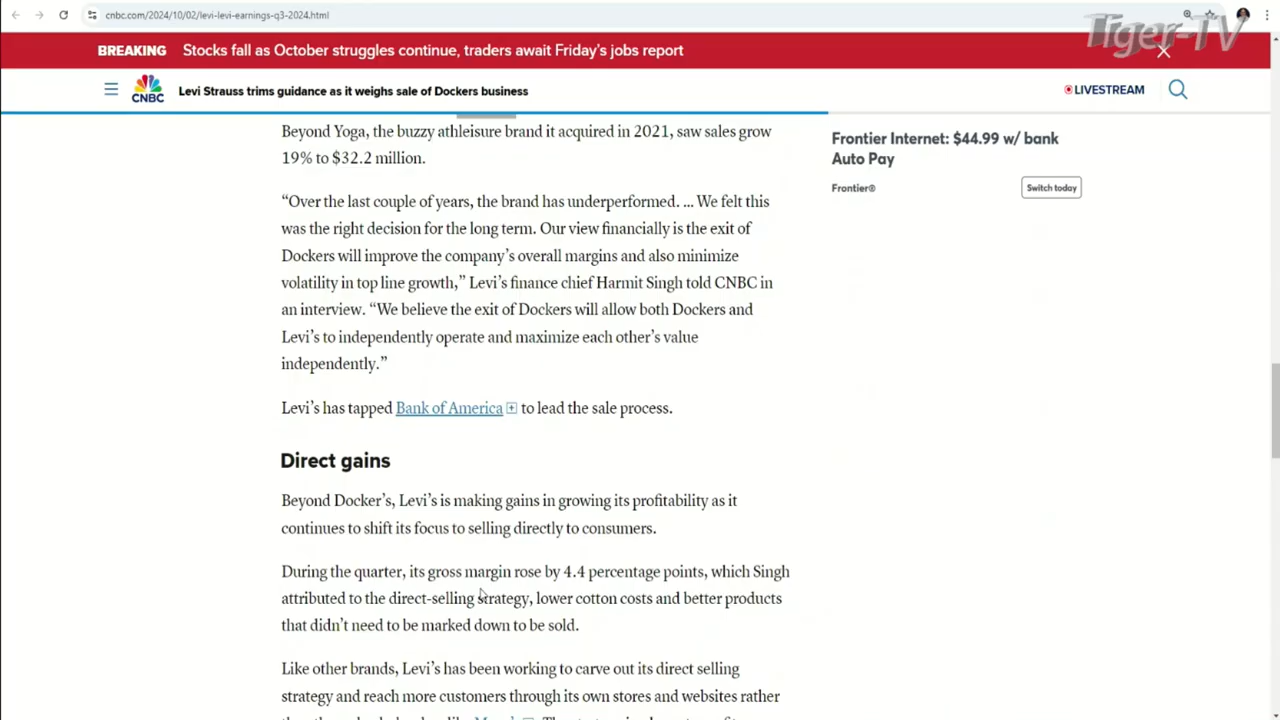 cnbc.com/2024/10/02/levi-levi-earnings-q3-2024.html
Tiger-TV
BREAKING Stocks fall as October struggles continue, traders await Friday's jobs report
CNBC
Levi Strauss trims guidance as it weighs sale of Dockers business
LIVESTREAM
Beyond Yoga, the buzzy athleisure brand it acquired in 2021, saw sales grow
19% to $32.2 million.
“Over the last couple of years, the brand has underperformed. ... We felt this
was the right decision for the long term. Our view financially is the exit of
Dockers will improve the company’s overall margins and also minimize
volatility in top line growth,” Levi’s finance chief Harmit Singh told CNBC in
an interview. “We believe the exit of Dockers will allow both Dockers and
Levi’s to independently operate and maximize each other’s value
independently.”
Levi’s has tapped Bank of America to lead the sale process.
Direct gains
Beyond Docker’s, Levi’s is making gains in growing its profitability as it
continues to shift its focus to selling directly to consumers.
During the quarter, its gross margin rose by 4.4 percentage points, which Singh
attributed to the direct-selling strategy, lower cotton costs and better products
that didn’t need to be marked down to be sold.
Like other brands, Levi’s has been working to carve out its direct selling
strategy and reach more customers through its own stores and websites rather
Frontier Internet: $44.99 w/ bank
Auto Pay
Frontier®
Switch today